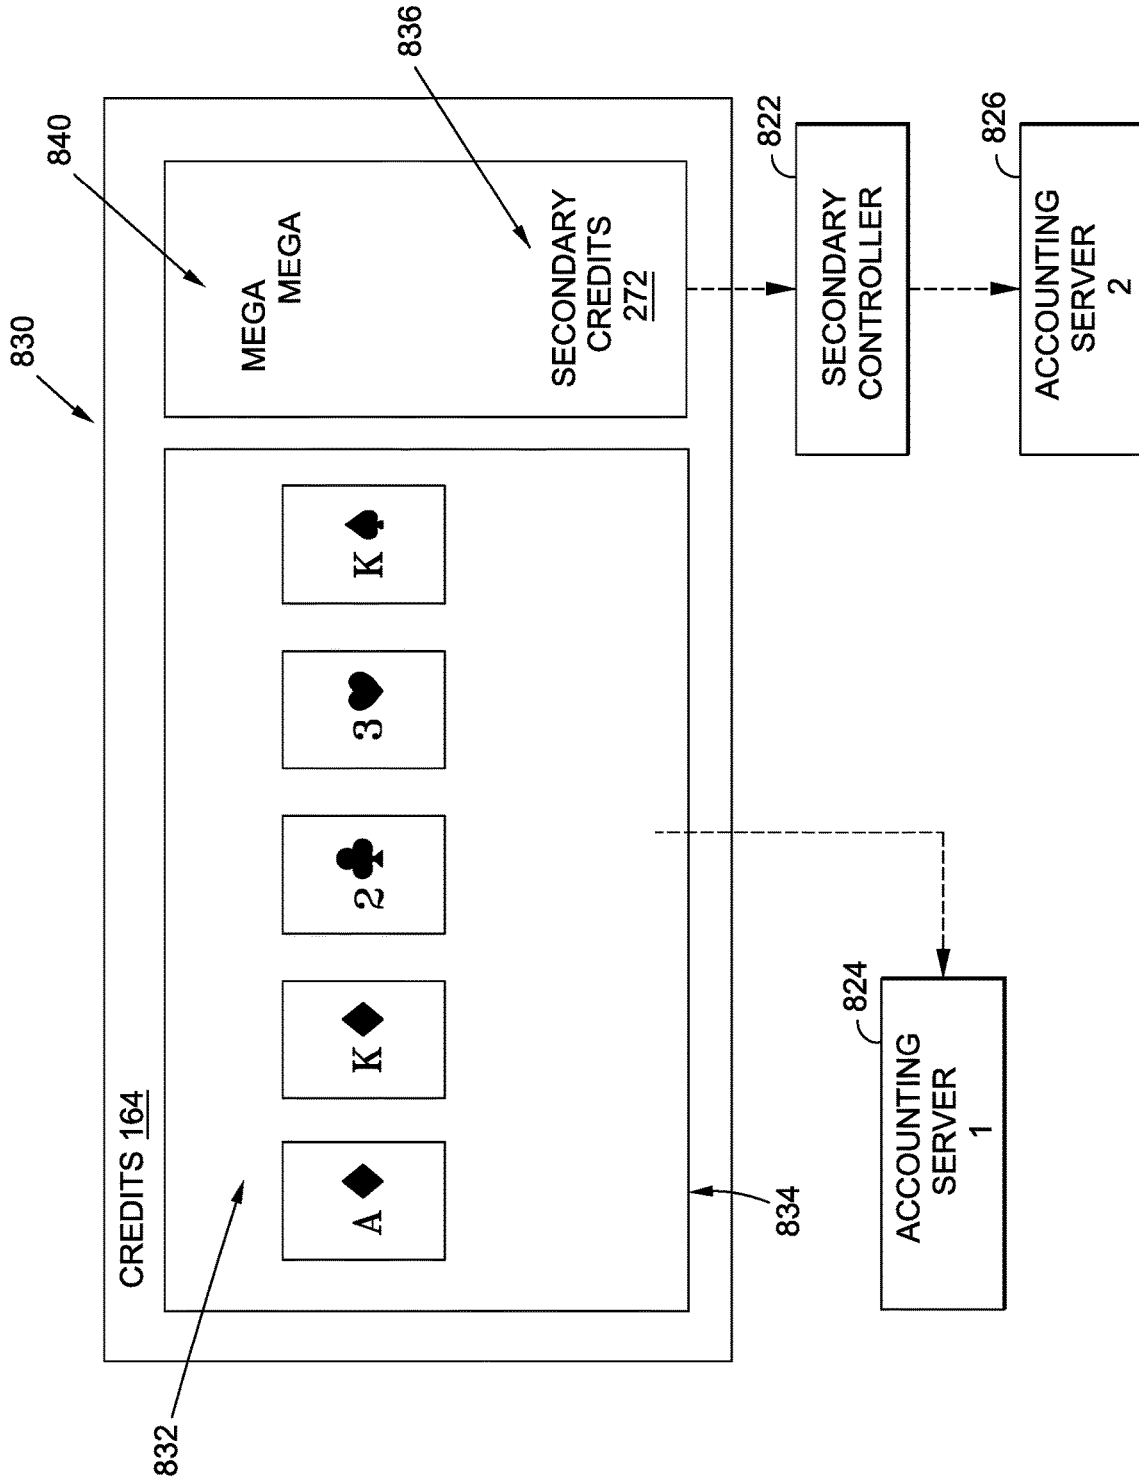 830
840
836
CREDITS 164
832
A♦
K♦
2♣
3♥
K♠
MEGA
MEGA
SECONDARY
CREDITS
272
834
822
SECONDARY
CONTROLLER
824
ACCOUNTING
SERVER
1
826
ACCOUNTING
SERVER
2